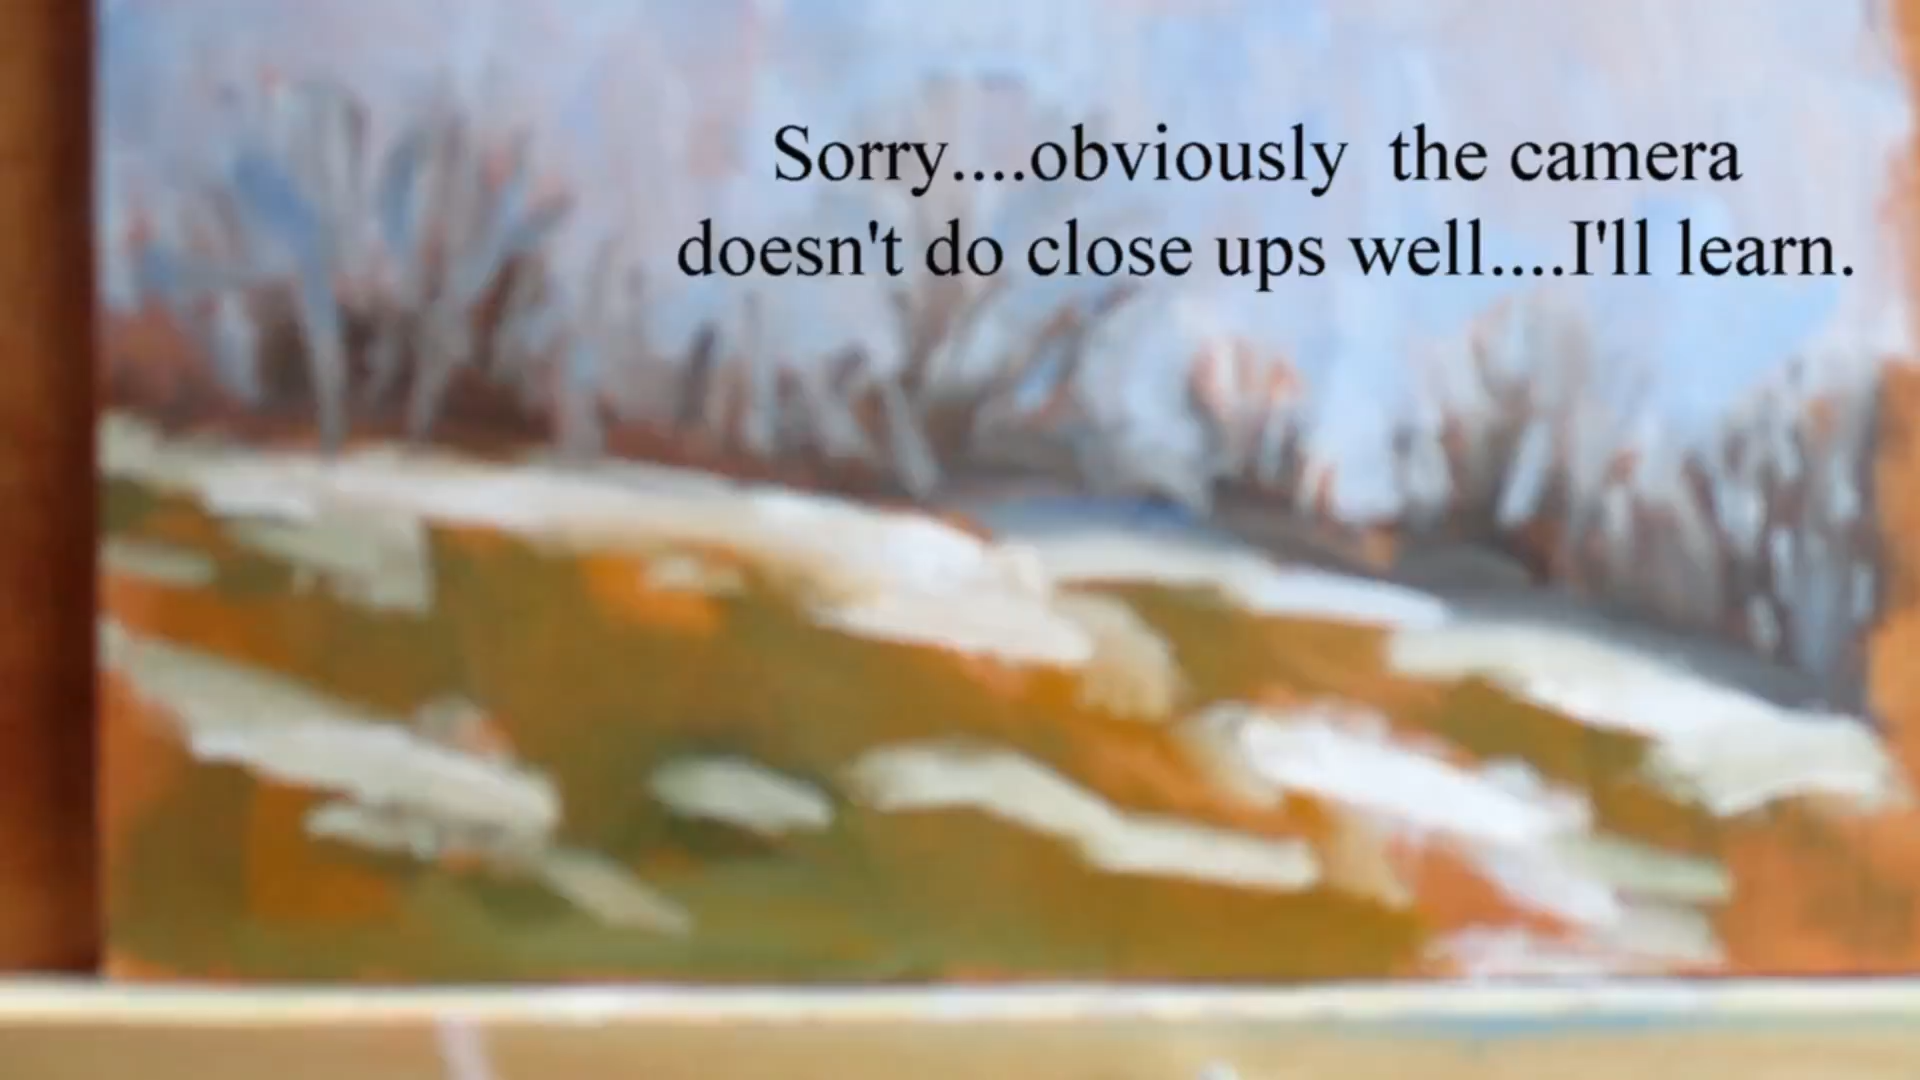 Sorry....obviously  the camera
doesn't do close ups well....I'll learn.